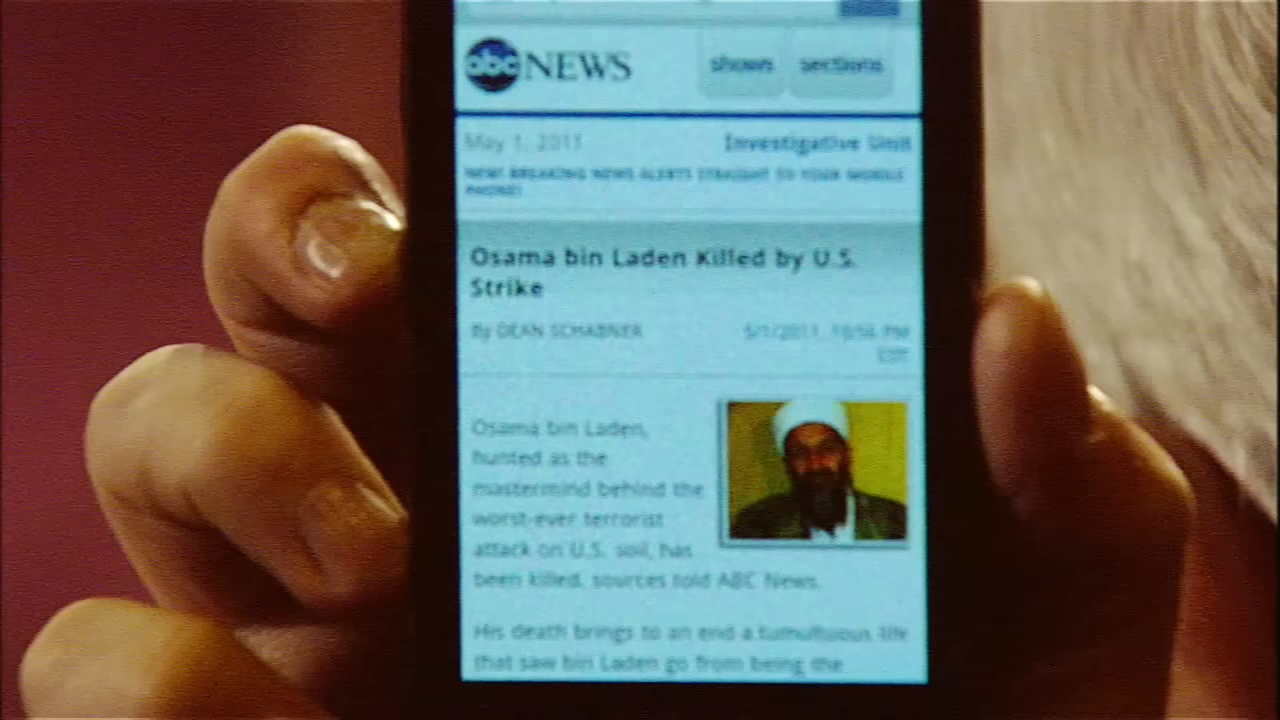 abc NEWS
shows
sections
May 1, 2011
Investigative Unit
NEW! BREAKING NEWS ALERTS STRAIGHT TO YOUR MOBILE
PHONE!
Osama bin Laden Killed by U.S.
Strike
By DEAN SCHABNER
5/1/2011, 10:56 PM
EDT
Osama bin Laden,
hunted as the
mastermind behind the
worst-ever terrorist
attack on U.S. soil, has
been killed, sources told ABC News.
His death brings to an end a tumultuous life
that saw bin Laden go from being the